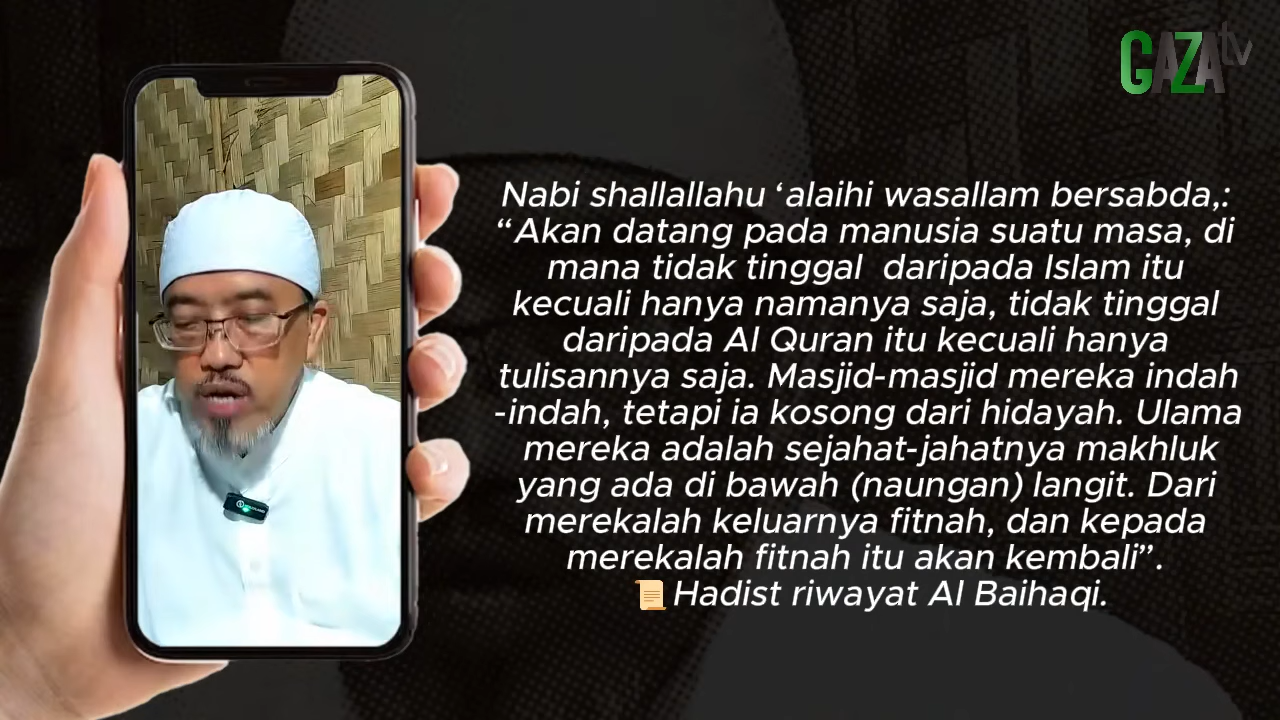 GAZAtv
Nabi shallallahu ‘alaihi wasallam bersabda,:
“Akan datang pada manusia suatu masa, di
mana tidak tinggal  daripada Islam itu
kecuali hanya namanya saja, tidak tinggal
daripada Al Quran itu kecuali hanya
tulisannya saja. Masjid-masjid mereka indah
-indah, tetapi ia kosong dari hidayah. Ulama
mereka adalah sejahat-jahatnya makhluk
yang ada di bawah (naungan) langit. Dari
merekalah keluarnya fitnah, dan kepada
merekalah fitnah itu akan kembali”.
📜Hadist riwayat Al Baihaqi.